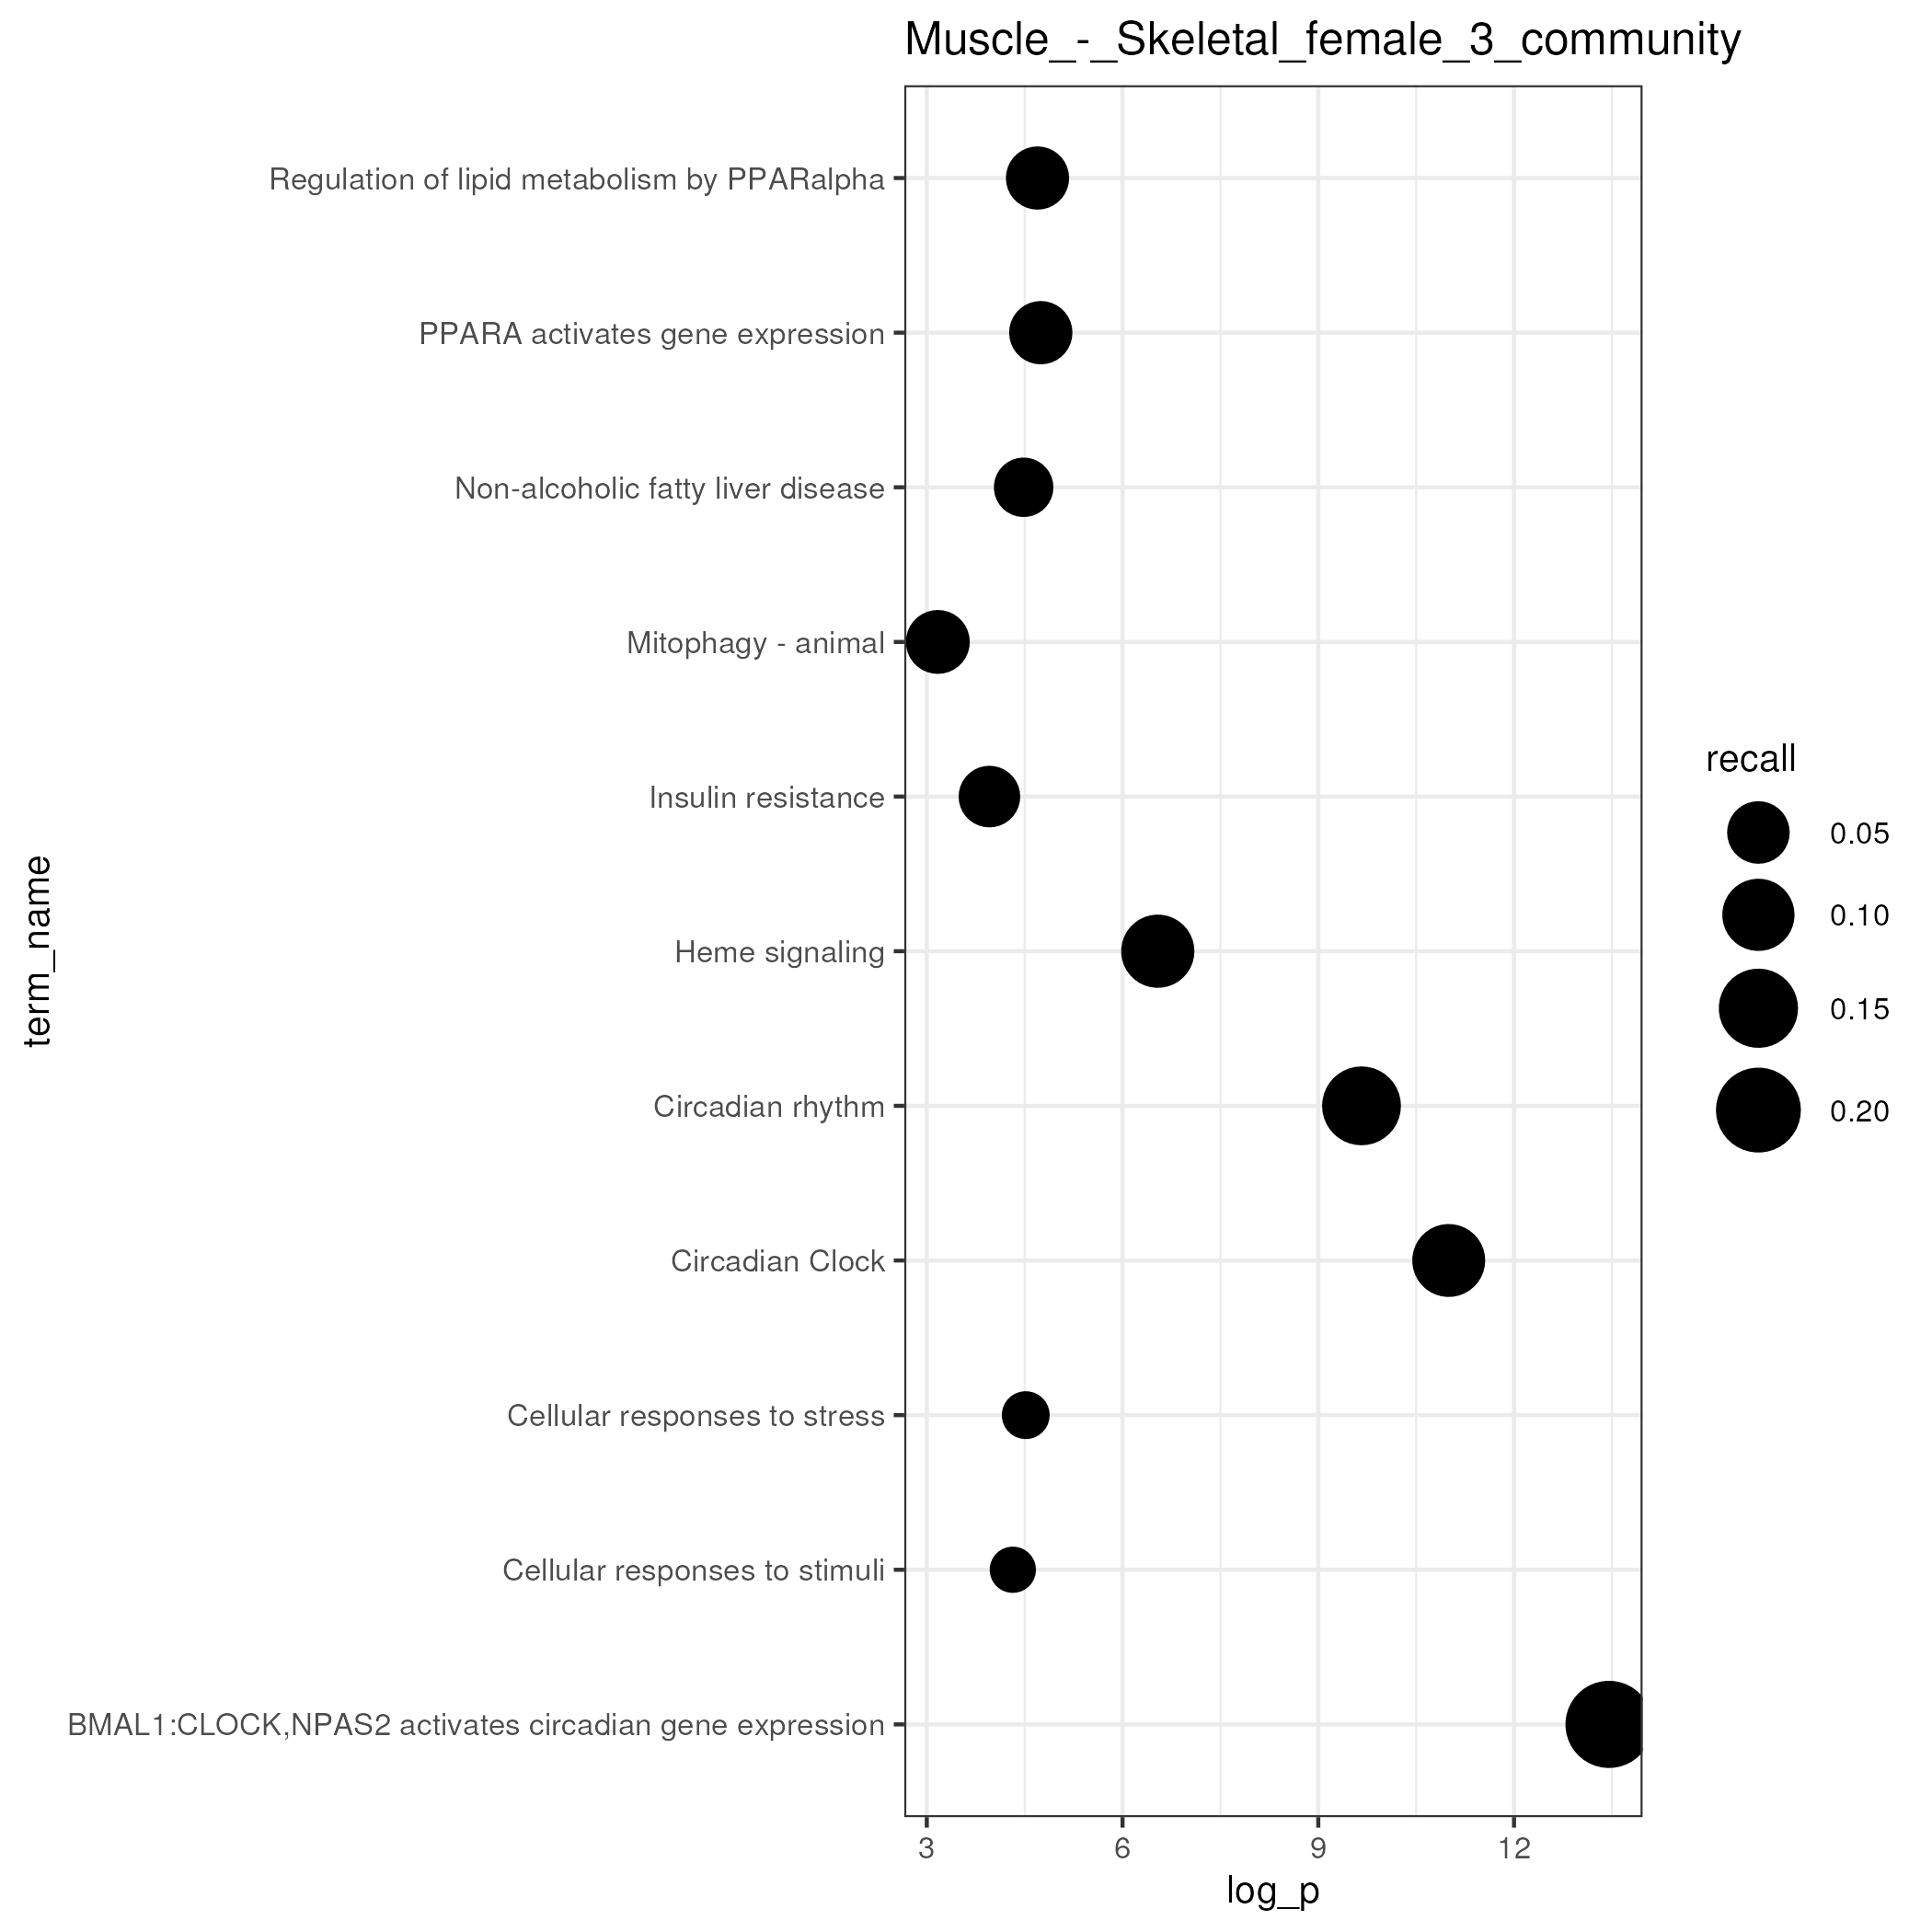 Muscle_-_Skeletal_female_3_community
Regulation of lipid metabolism by PPARalpha
PPARA activates gene expression
Non-alcoholic fatty liver disease
Mitophagy - animal
Insulin resistance
Heme signaling
Circadian rhythm
Circadian Clock
Cellular responses to stress
Cellular responses to stimuli
BMAL1:CLOCK,NPAS2 activates circadian gene expression
term_name
3 6 9 12
log_p
recall
0.05
0.10
0.15
0.20